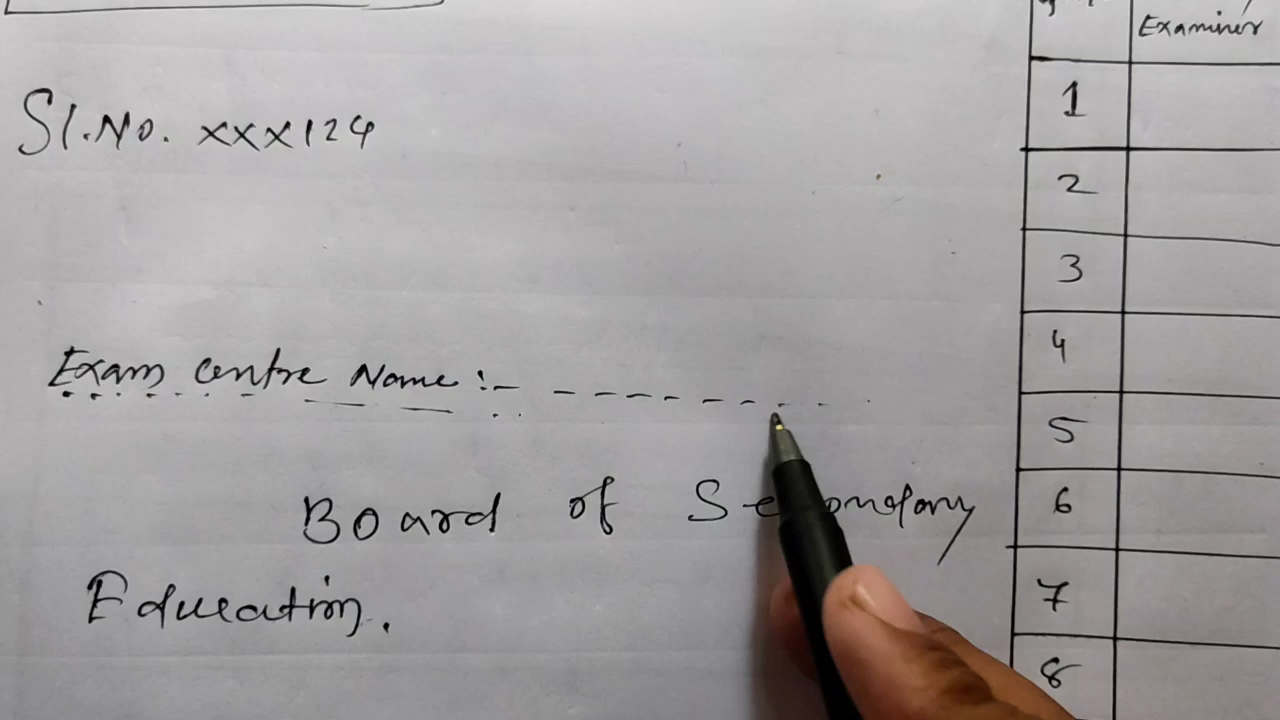 Sl.No. xxx124
Exam Centre Name :-
Board of Secondary
Education.
Examiner
1
2
3
4
5
6
7
8